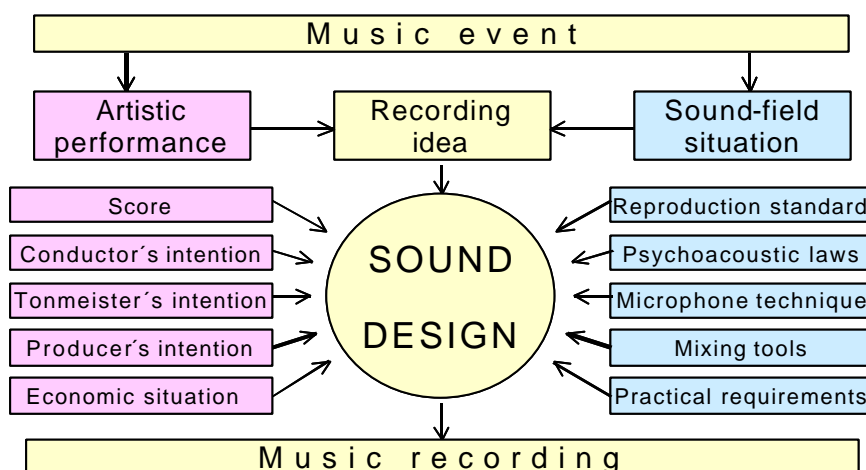 Music event
Artistic
performance
Recording
idea
Sound-field
situation
Score
Conductor´s intention
Tonmeister´s intention
Producer´s intention
Economic situation
SOUND
DESIGN
Reproduction standard
Psychoacoustic laws
Microphone technique
Mixing tools
Practical requirements
Music recording